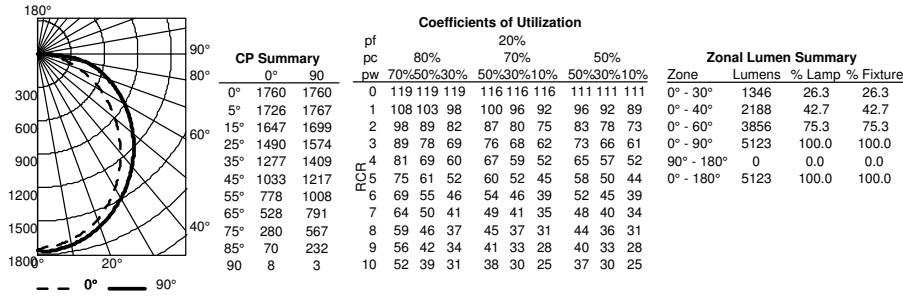 180°
90°
80°
60°
40°
300
600
900
1200
1500
1800
0°
20°
0°
90°
CP Summary
0° 90
0° 1760 1760
5° 1726 1767
15° 1647 1699
25° 1490 1574
35° 1277 1409
45° 1033 1217
55° 778 1008
65° 528 791
75° 280 567
85° 70 232
90 8 3
Coefficients of Utilization
pf 20%
pc 80% 70% 50%
pw 70%50%30% 50%30%10% 50%30%10%
RCR
0 119 119 119 116 116 116 111 111 111
1 108 103 98 100 96 92 96 92 89
2 98 89 82 87 80 75 83 78 73
3 89 78 69 76 68 62 73 66 61
4 81 69 60 67 59 52 65 57 52
5 75 61 52 60 52 45 58 50 44
6 69 55 46 54 46 39 52 45 39
7 64 50 41 49 41 35 48 40 34
8 59 46 37 45 37 31 44 36 31
9 56 42 34 41 33 28 40 33 28
10 52 39 31 38 30 25 37 30 25
Zonal Lumen Summary
Zone Lumens % Lamp % Fixture
0° - 30° 1346 26.3 26.3
0° - 40° 2188 42.7 42.7
0° - 60° 3856 75.3 75.3
0° - 90° 5123 100.0 100.0
90° - 180° 0 0.0 0.0
0° - 180° 5123 100.0 100.0